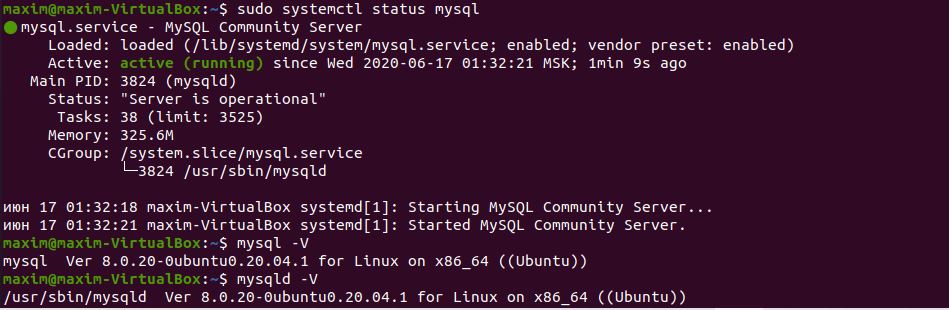 maxim@maxim-VirtualBox:~$ sudo systemctl status mysql
● mysql.service - MySQL Community Server
     Loaded: loaded (/lib/systemd/system/mysql.service; enabled; vendor preset: enabled)
     Active: active (running) since Wed 2020-06-17 01:32:21 MSK; 1min 9s ago
   Main PID: 3824 (mysqld)
     Status: "Server is operational"
      Tasks: 38 (limit: 3525)
     Memory: 325.6M
     CGroup: /system.slice/mysql.service
             └─3824 /usr/sbin/mysqld
июн 17 01:32:18 maxim-VirtualBox systemd[1]: Starting MySQL Community Server...
июн 17 01:32:21 maxim-VirtualBox systemd[1]: Started MySQL Community Server.
maxim@maxim-VirtualBox:~$ mysql -V
mysql  Ver 8.0.20-0ubuntu0.20.04.1 for Linux on x86_64 ((Ubuntu))
maxim@maxim-VirtualBox:~$ mysqld -V
/usr/sbin/mysqld  Ver 8.0.20-0ubuntu0.20.04.1 for Linux on x86_64 ((Ubuntu))